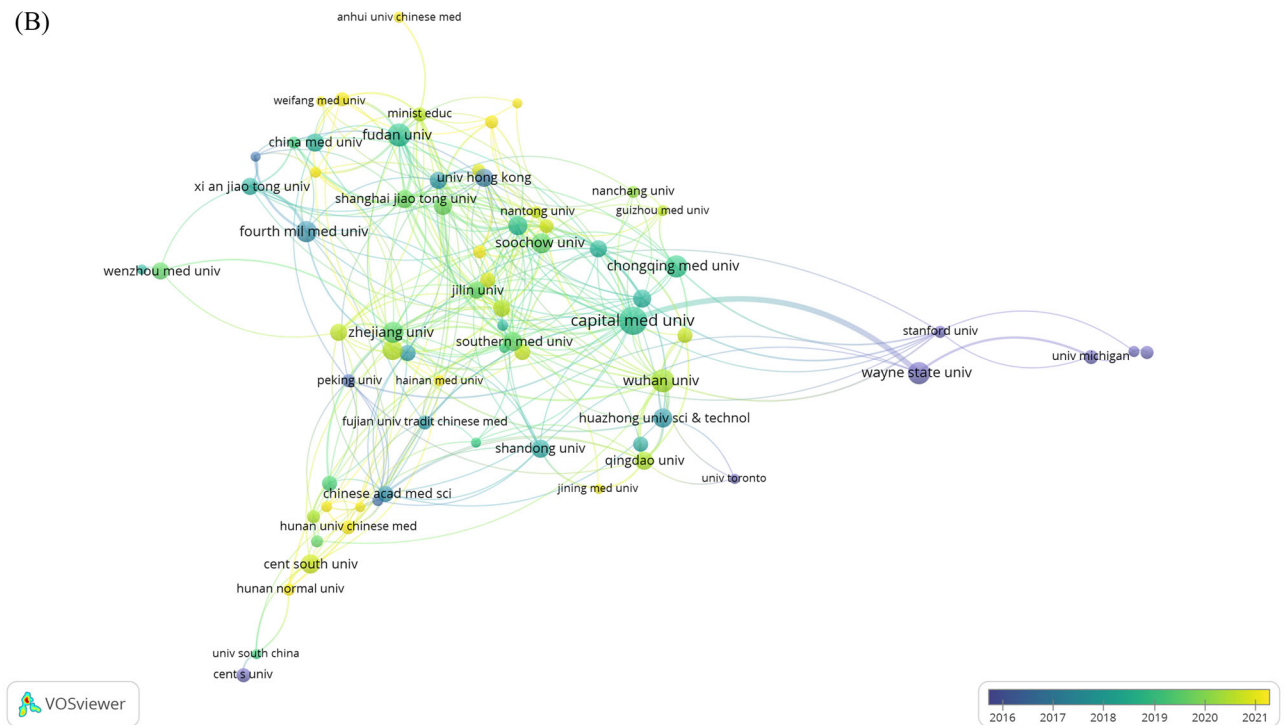 (B)
anhui univ chinese med
weifang med univ
minist educ
fudan univ
china med univ
xi an jiao tong univ
univ hong kong
shanghai jiao tong univ
nanchang univ
nantong univ
guizhou med univ
fourth mil med univ
soochow univ
wenzhou med univ
chongqing med univ
jilin univ
capital med univ
zhejiang univ
stanford univ
southern med univ
univ michigan
wayne state univ
peking univ
hainan med univ
wuhan univ
fujian univ tradit chinese med
huazhong univ sci & technol
shandong univ
qingdao univ
univ toronto
jining med univ
chinese acad med sci
hunan univ chinese med
cent south univ
hunan normal univ
univ south china
cent s univ
VOSviewer
2016 2017 2018 2019 2020 2021